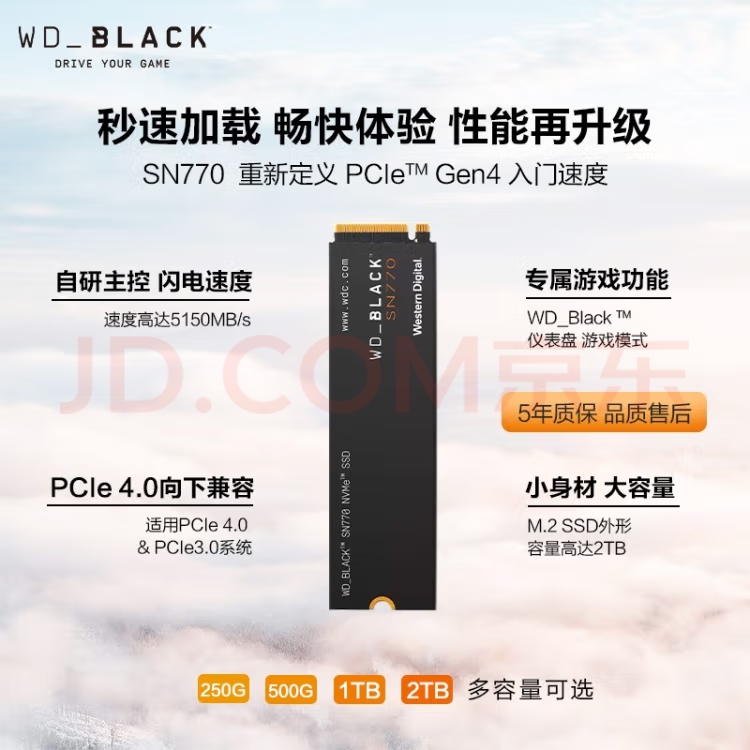 WD_BLACK™
DRIVE YOUR GAME
秒速加载 畅快体验 性能再升级
SN770 重新定义 PCIe™ Gen4 入门速度
自研主控 闪电速度
速度高达5150MB/s
专属游戏功能
WD_Black ™
仪表盘 游戏模式
www.wdc.com
WD_BLACK™
SN770
Western Digital.
JD.COM京东
5年质保 品质售后
PCIe 4.0向下兼容
适用PCIe 4.0
& PCIe3.0系统
WD_BLACK™ SN770 NVMe™ SSD
小身材 大容量
M.2 SSD外形
容量高达2TB
250G 500G 1TB 2TB 多容量可选